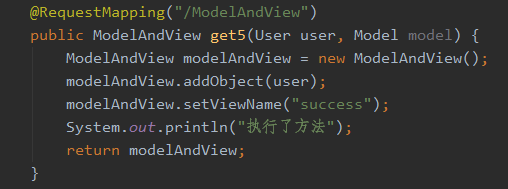 @RequestMapping("/ModelAndView")
public ModelAndView get5(User user, Model model) {
    ModelAndView modelAndView = new ModelAndView();
    modelAndView.addObject(user);
    modelAndView.setViewName("success");
    System.out.println("执行了方法");
    return modelAndView;
}